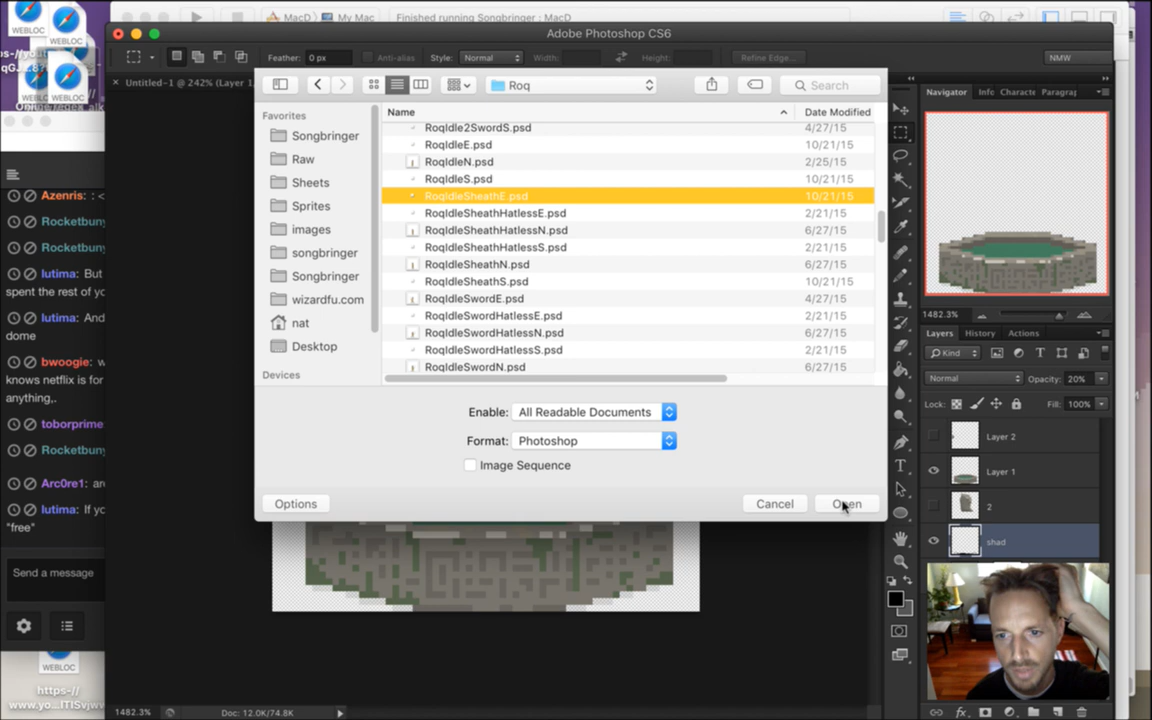 MacD
My Mac
Finished running Songbringer : MacD
WEBLOC
WEBLOC
WEBLOC
WEBLOC
Adobe Photoshop CS6
Feather: 0 px
Anti-alias
Style: Normal
Width:
Height:
Refine Edge...
NMW
Untitled-1 @ 242% (Layer 1
Roq
Search
Favorites
Songbringer
Raw
Sheets
Sprites
images
songbringer
Songbringer
wizardfu.com
nat
Desktop
Devices
Name
Date Modified
RoqIdle2SwordS.psd 4/27/15
RoqIdleE.psd 10/21/15
RoqIdleN.psd 2/25/15
RoqIdleS.psd 10/21/15
RoqIdleSheathE.psd 10/21/15
RoqIdleSheathHatlessE.psd 2/21/15
RoqIdleSheathHatlessN.psd 6/27/15
RoqIdleSheathHatlessS.psd 2/21/15
RoqIdleSheathN.psd 6/27/15
RoqIdleSheathS.psd 10/21/15
RoqIdleSwordE.psd 4/27/15
RoqIdleSwordHatlessE.psd 2/21/15
RoqIdleSwordHatlessN.psd 6/27/15
RoqIdleSwordHatlessS.psd 2/21/15
RoqIdleSwordN.psd 6/27/15
Enable: All Readable Documents
Format: Photoshop
Image Sequence
Options
Cancel
Open
Azenris: : <
Rocketbuny
Rocketbuny
lutima: But
spent the rest of yo
lutima: And
dome
bwoogie: w
knows netflix is for
anything,.
toborprime
Rocketbuny
Arc0re1: are
lutima: If yo
"free"
Send a message
WEBLOC
https-//
Navigator
Info
Characte
Paragraj
1482.3%
Layers
History
Actions
Kind
Normal
Opacity: 20%
Lock:
Fill: 100%
Layer 2
Layer 1
2
shad
1482.3%
Doc: 12.0K/74.8K